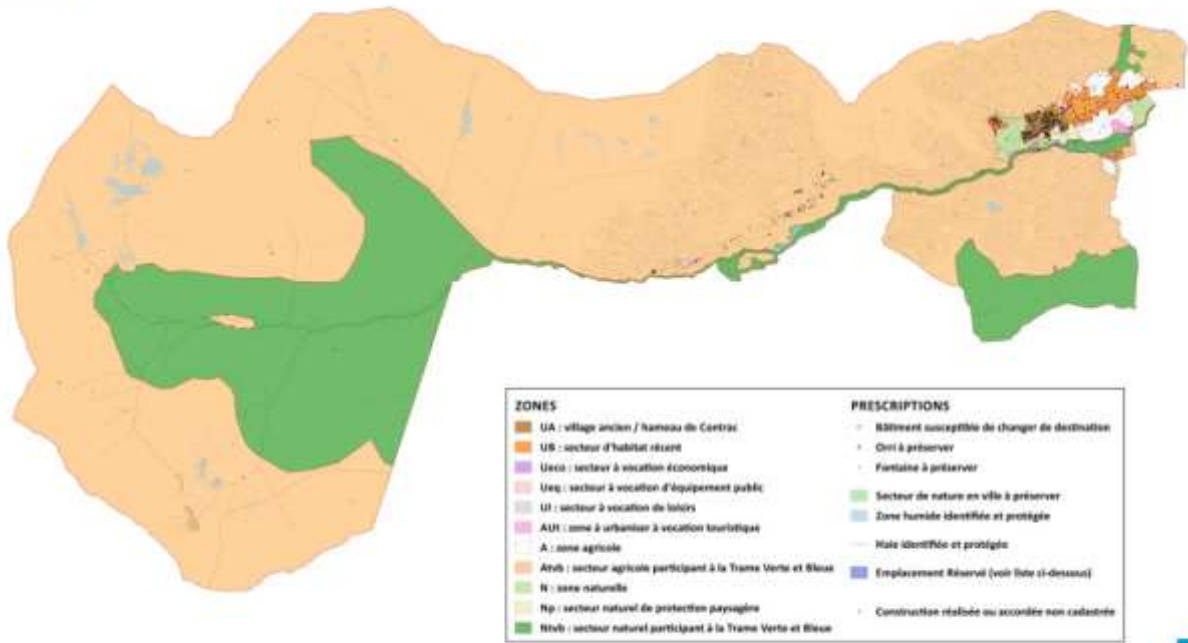 ZONES
UA : village ancien / hameau de Contrac
UB : secteur d'habitat récent
Ueco : secteur à vocation économique
Ueq : secteur à vocation d'équipement public
Ul : secteur à vocation de loisirs
AUt : zone à urbaniser à vocation touristique
A : zone agricole
Atvb : secteur agricole participant à la Trame Verte et Bleue
N : zone naturelle
Np : secteur naturel de protection paysagère
Ntvb : secteur naturel participant à la Trame Verte et Bleue
PRESCRIPTIONS
Bâtiment susceptible de changer de destination
Orri à préserver
Fontaine à préserver
Secteur de nature en ville à préserver
Zone humide identifiée et protégée
Haie identifiée et protégée
Emplacement Réservé (voir liste ci-dessous)
Construction réalisée ou accordée non cadastrée